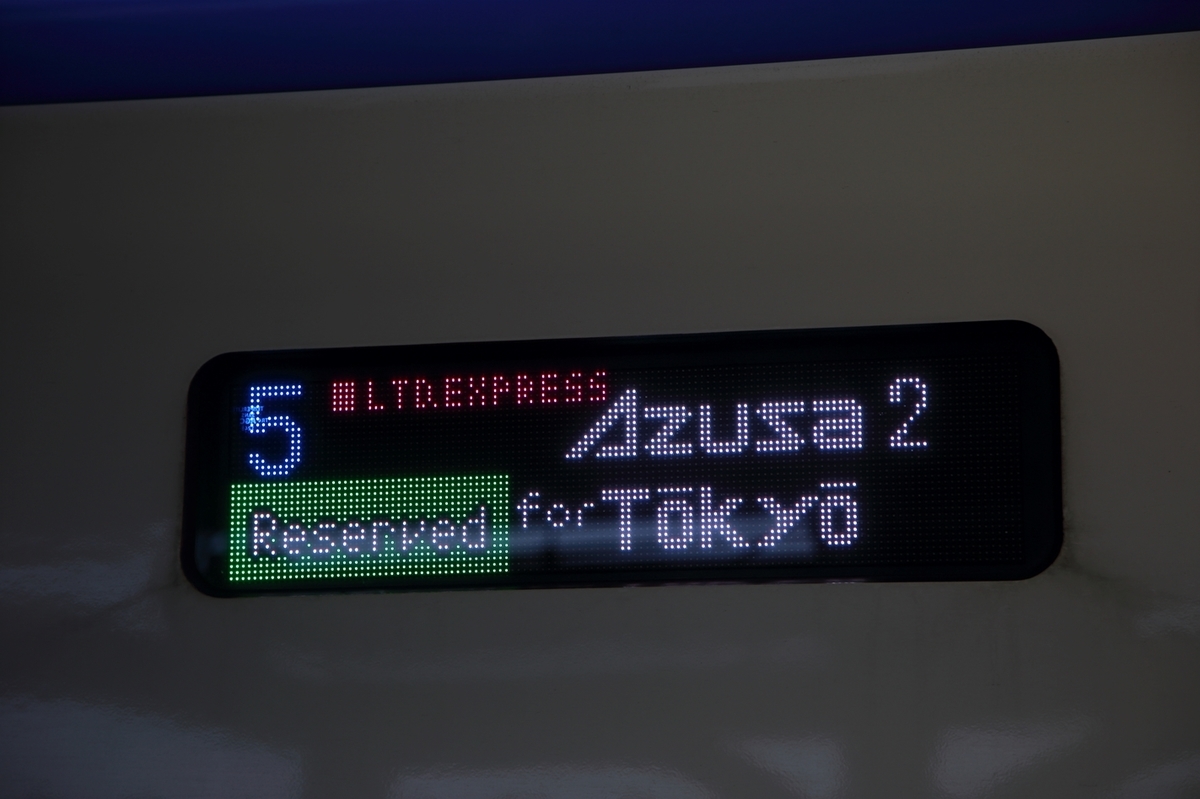 5 LTD.EXPRESS Azusa 2
Reserved for Tōkyō